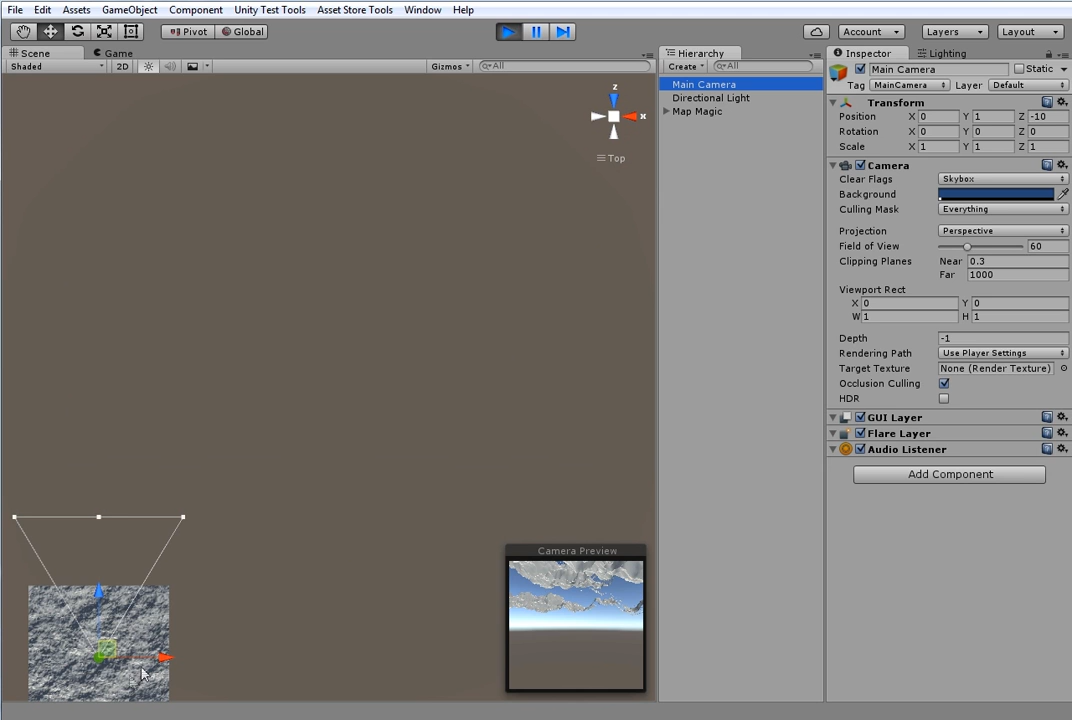 File Edit Assets GameObject Component Unity Test Tools Asset Store Tools Window Help
Pivot Global Account Layers Layout
Scene Game
Shaded 2D Gizmos All
z
x
Top
Camera Preview
Hierarchy
Create All
Main Camera
Directional Light
Map Magic
Inspector Lighting
Main Camera Static
Tag MainCamera Layer Default
Transform
Position X 0 Y 1 Z -10
Rotation X 0 Y 0 Z 0
Scale X 1 Y 1 Z 1
Camera
Clear Flags Skybox
Background
Culling Mask Everything
Projection Perspective
Field of View 60
Clipping Planes Near 0.3
Far 1000
Viewport Rect
X 0 Y 0
W 1 H 1
Depth -1
Rendering Path Use Player Settings
Target Texture None (Render Texture)
Occlusion Culling
HDR
GUI Layer
Flare Layer
Audio Listener
Add Component